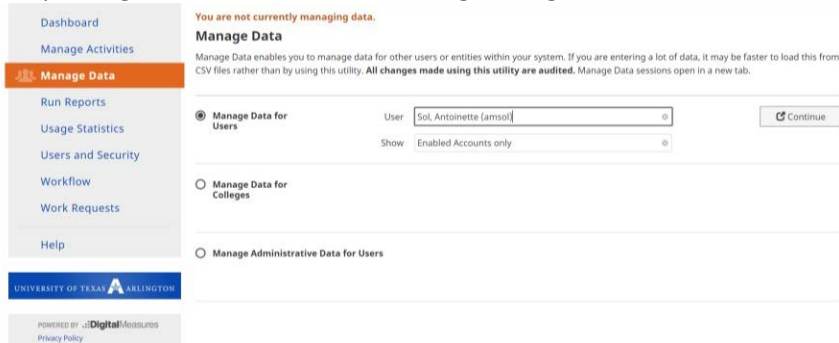 You are not currently managing data.
Dashboard
Manage Activities
Manage Data
Run Reports
Usage Statistics
Users and Security
Workflow
Work Requests
Help
UNIVERSITY OF TEXAS ARLINGTON
POWERED BY DigitalMeasures
Privacy Policy
Manage Data
Manage Data enables you to manage data for other users or entities within your system. If you are entering a lot of data, it may be faster to load this from
CSV files rather than by using this utility. All changes made using this utility are audited. Manage Data sessions open in a new tab.
Manage Data for
Users
User Sol, Antoinette (amsol)
Continue
Show Enabled Accounts only
Manage Data for
Colleges
Manage Administrative Data for Users